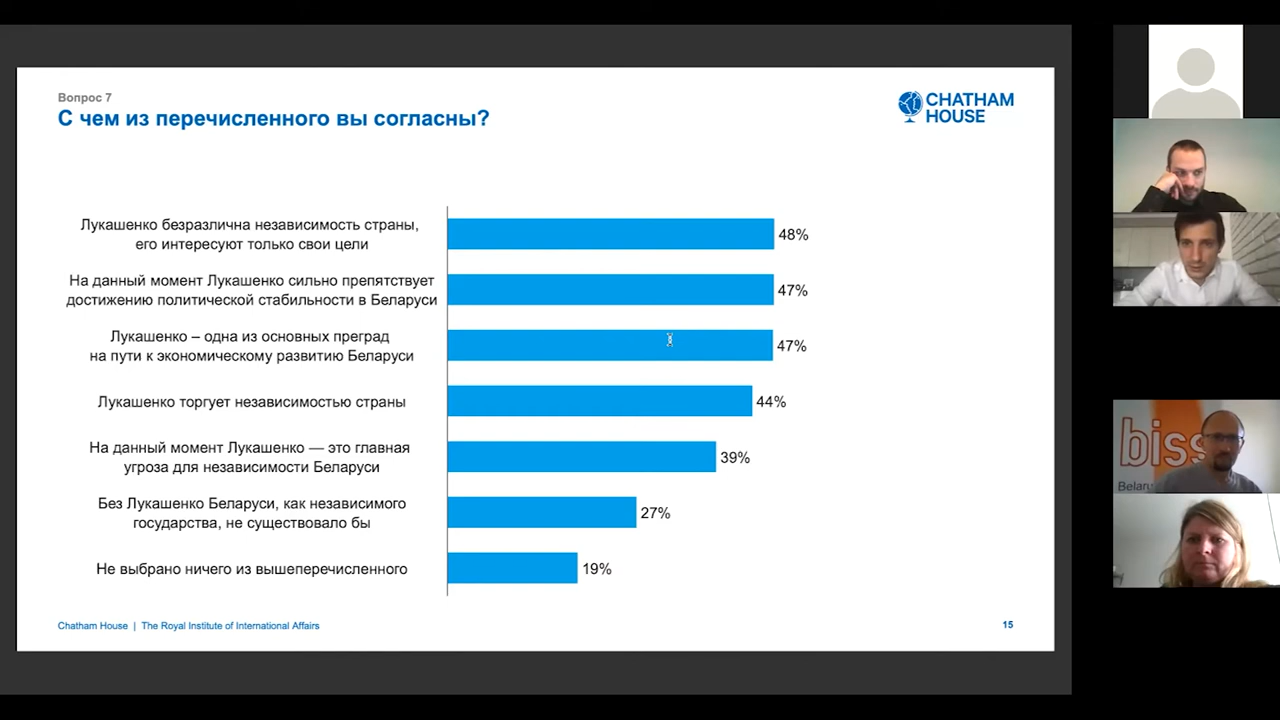 Вопрос 7
С чем из перечисленного вы согласны?
CHATHAM
HOUSE
Лукашенко безразлична независимость страны,
его интересуют только свои цели
48%
На данный момент Лукашенко сильно препятствует
достижению политической стабильности в Беларуси
47%
Лукашенко – одна из основных преград
на пути к экономическому развитию Беларуси
47%
Лукашенко торгует независимостью страны
44%
На данный момент Лукашенко — это главная
угроза для независимости Беларуси
39%
Без Лукашенко Беларуси, как независимого
государства, не существовало бы
27%
Не выбрано ничего из вышеперечисленного
19%
Chatham House | The Royal Institute of International Affairs
15
biss